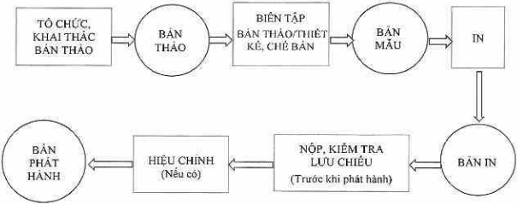 TỔ CHỨC,
KHAI THÁC
BẢN THẢO
BẢN
THẢO
BIÊN TẬP
BẢN THẢO/THIẾT
KẾ, CHẾ BẢN
BẢN
MẪU
IN
BẢN IN
NỘP, KIỂM TRA
LƯU CHIỂU
(Trước khi phát hành)
HIỆU CHỈNH
(Nếu có)
BẢN
PHÁT
HÀNH